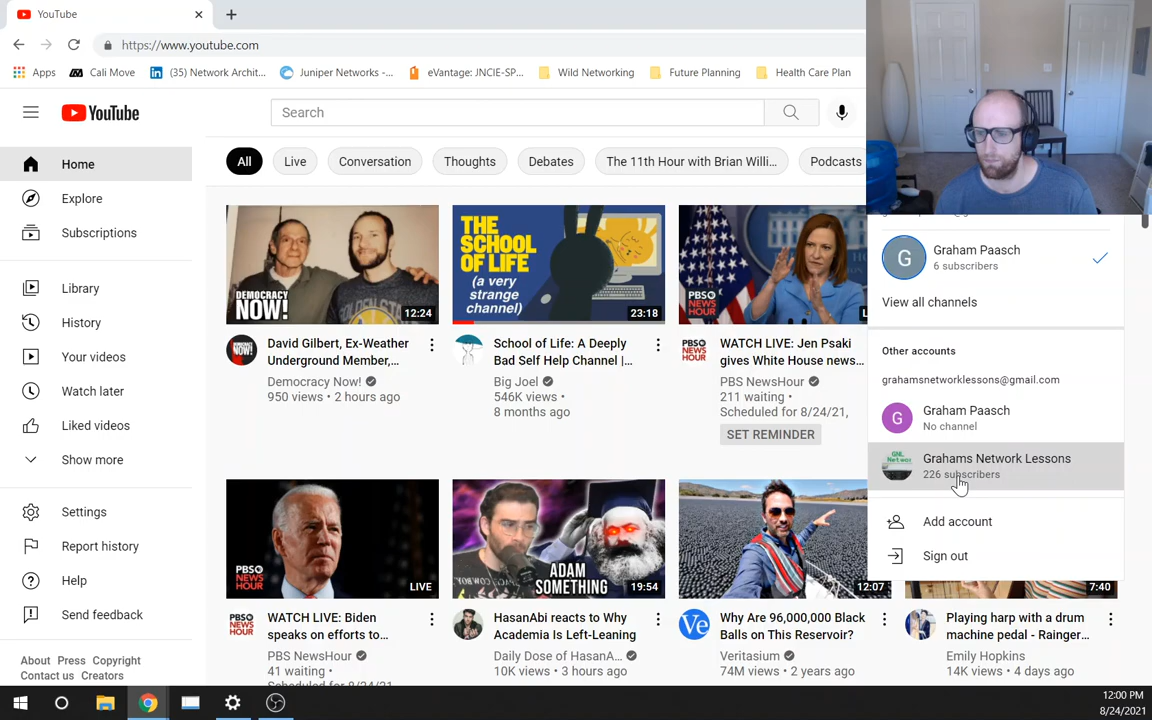 YouTube
https://www.youtube.com
Apps
Cali Move
(35) Network Archit...
Juniper Networks -...
eVantage: JNCIE-SP...
Wild Networking
Future Planning
Health Care Plan
YouTube
Search
Home
Explore
Subscriptions
Library
History
Your videos
Watch later
Liked videos
Show more
Settings
Report history
Help
Send feedback
About Press Copyright
Contact us Creators
All
Live
Conversation
Thoughts
Debates
The 11th Hour with Brian Willi...
Podcasts
DEMOCRACY
NOW!
12:24
David Gilbert, Ex-Weather
Underground Member,...
Democracy Now!
950 views • 2 hours ago
THE
SCHOOL
OF LIFE
(a very
strange
channel)
23:18
School of Life: A Deeply
Bad Self Help Channel |...
Big Joel
546K views •
8 months ago
PBS
NEWS
HOUR
L
WATCH LIVE: Jen Psaki
gives White House news...
PBS NewsHour
211 waiting •
Scheduled for 8/24/21,
SET REMINDER
G
Graham Paasch
6 subscribers
View all channels
Other accounts
grahamsnetworklessons@gmail.com
G
Graham Paasch
No channel
GNL
Grahams Network Lessons
226 subscribers
Add account
Sign out
PBS
NEWS
HOUR
LIVE
WATCH LIVE: Biden
speaks on efforts to...
PBS NewsHour
41 waiting •
Scheduled for 8/24/21,
ADAM
SOMETHING
19:54
HasanAbi reacts to Why
Academia Is Left-Leaning
Daily Dose of HasanA...
10K views • 3 hours ago
12:07
Ve
Why Are 96,000,000 Black
Balls on This Reservoir?
Veritasium
74M views • 2 years ago
7:40
Playing harp with a drum
machine pedal - Rainger...
Emily Hopkins
14K views • 4 days ago
12:00 PM
8/24/2021